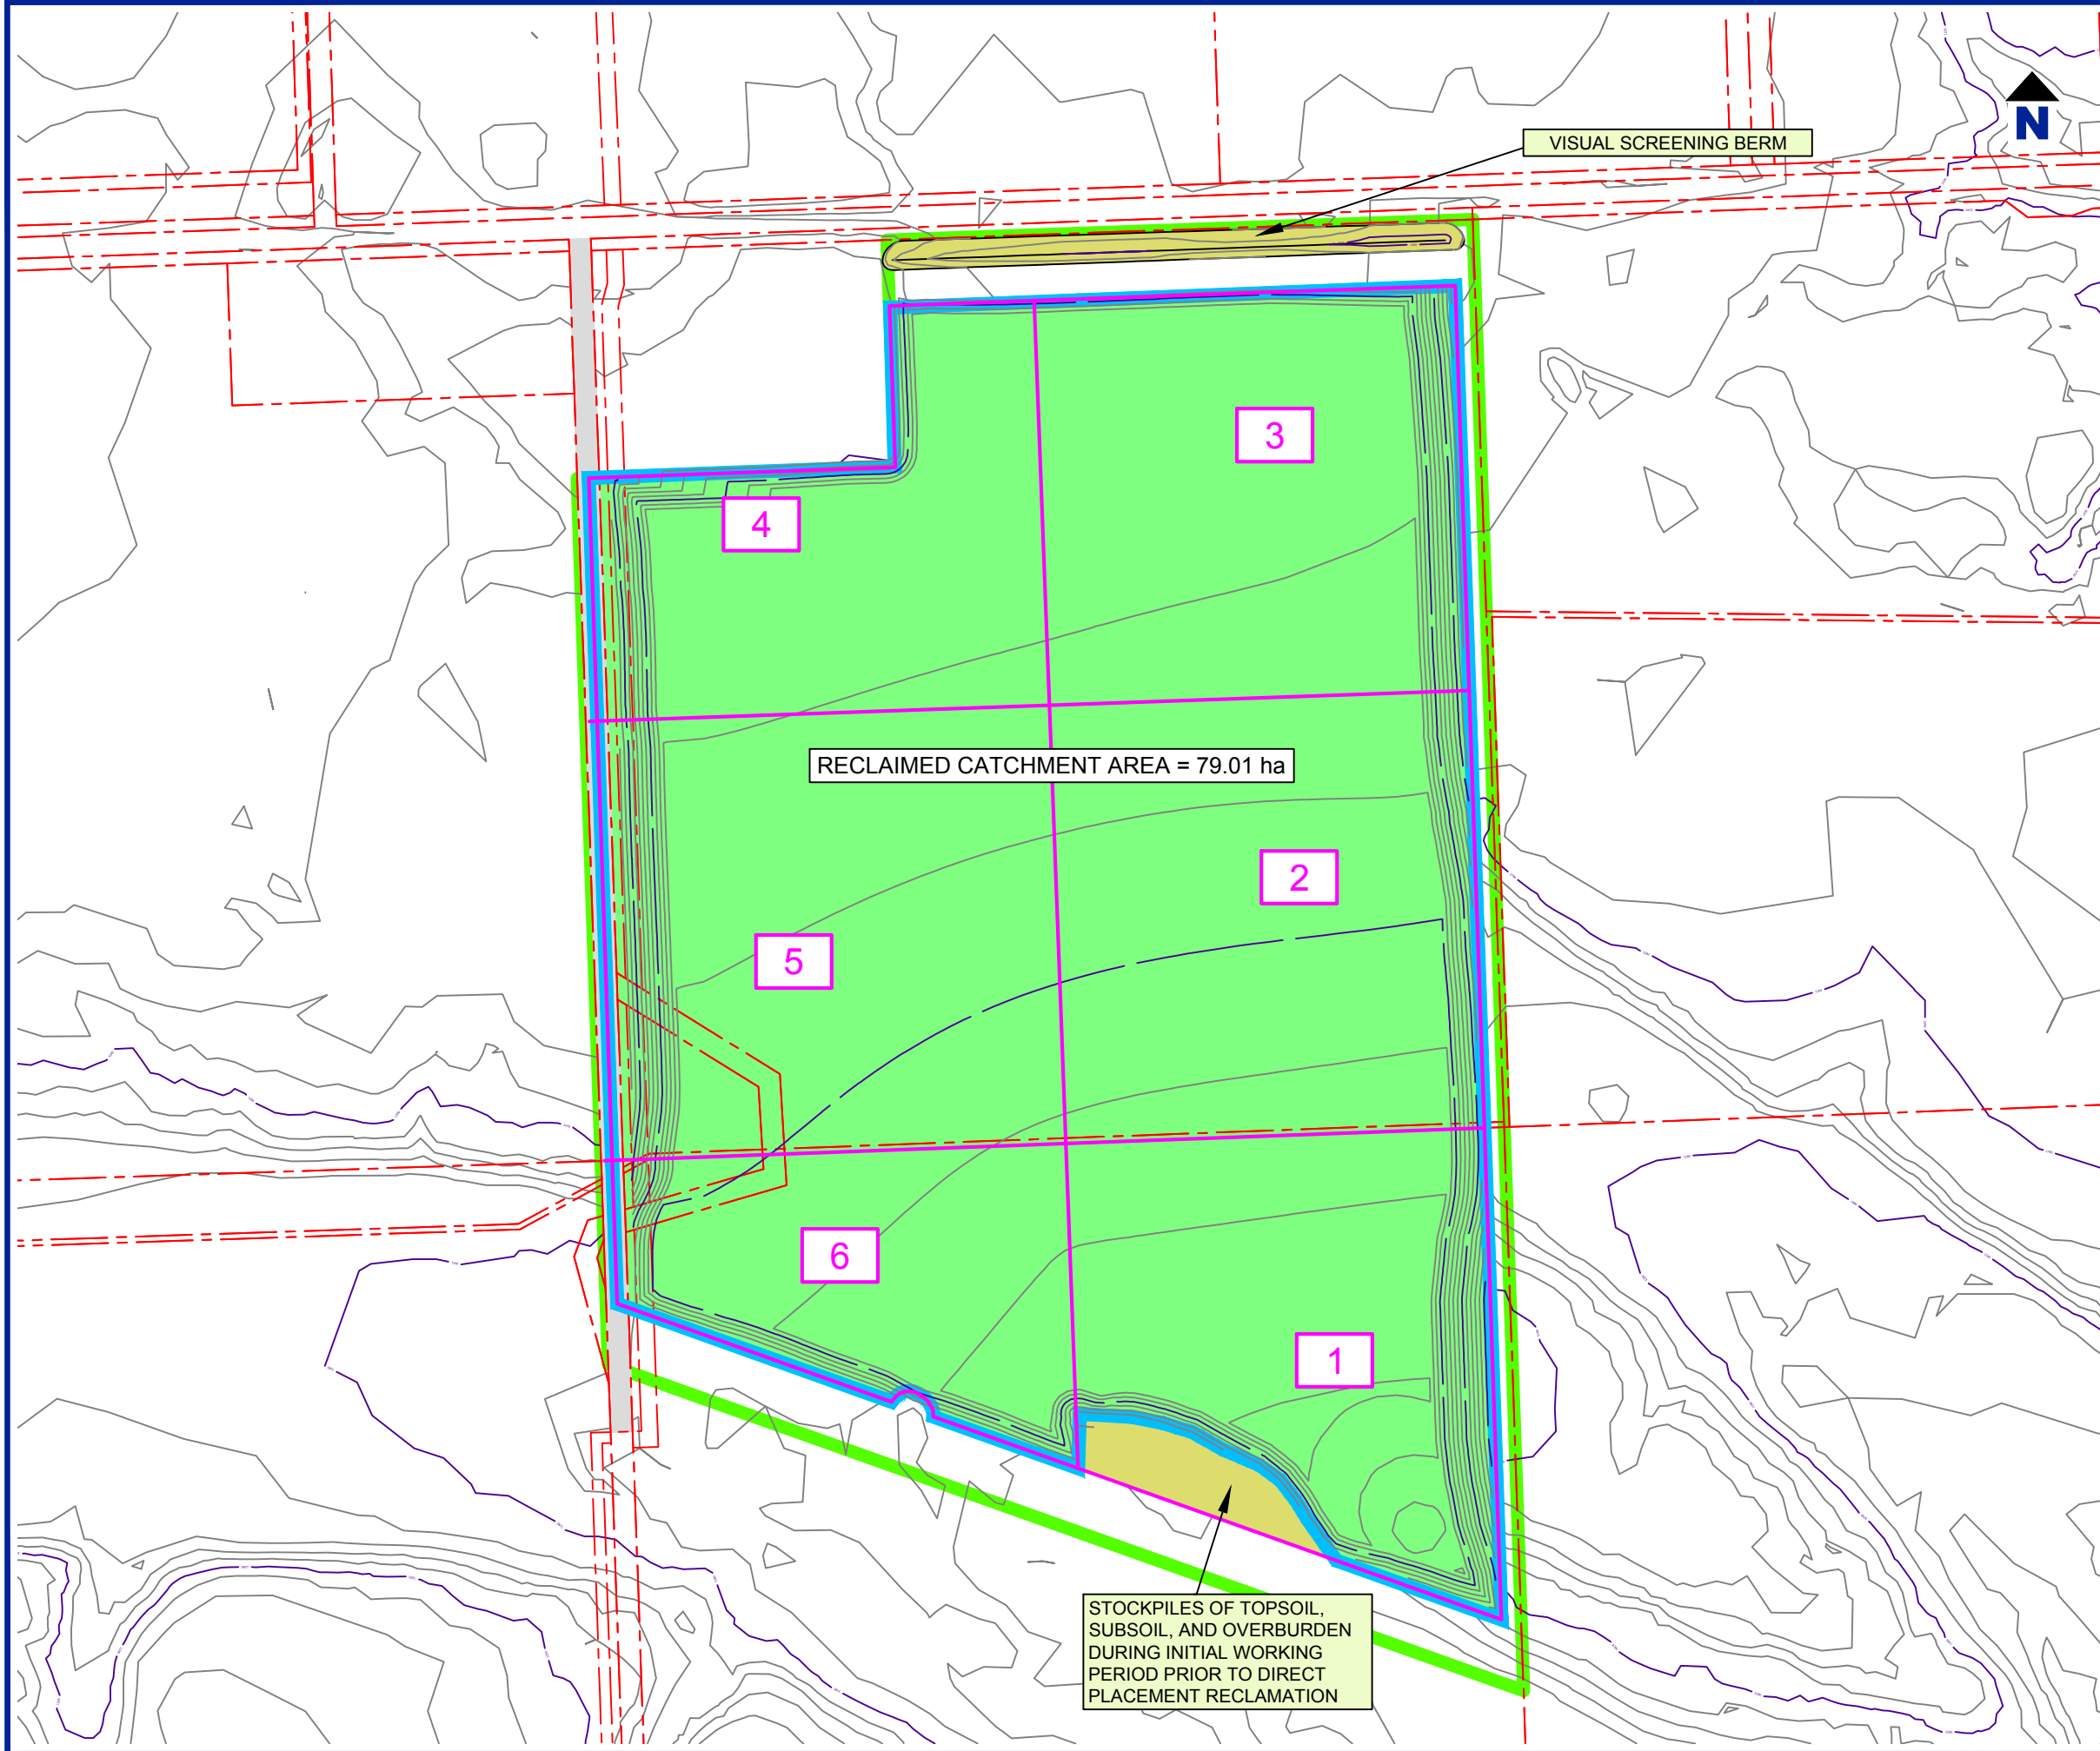 N
VISUAL SCREENING BERM
3
4
RECLAIMED CATCHMENT AREA = 79.01 ha
2
5
6
1
STOCKPILES OF TOPSOIL,
SUBSOIL, AND OVERBURDEN
DURING INITIAL WORKING
PERIOD PRIOR TO DIRECT
PLACEMENT RECLAMATION